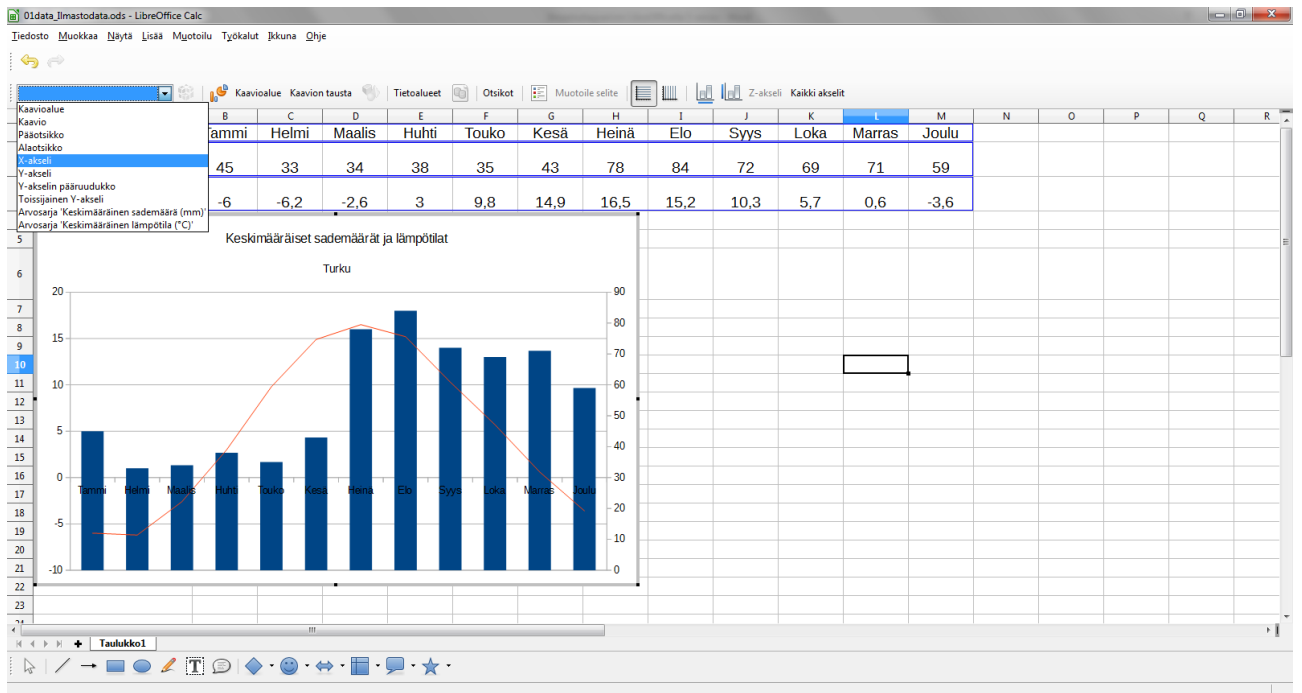 01data_Ilmastodata.ods - LibreOffice Calc
Tiedosto Muokkaa Näytä Lisää Muotoilu Työkalut Ikkuna Ohje
Kaavioalue Kaavion tausta Tietoalueet Otsikot Muotoile selite Z-akseli Kaikki akselit
Kaavioalue
Kaavio
Pääotsikko
Alaotsikko
X-akseli
Y-akseli
Y-akselin pääruudukko
Toissijainen Y-akseli
Arvosarja 'Keskimääräinen sademäärä (mm)'
Arvosarja 'Keskimääräinen lämpötila (°C)'
B C D E F G H I J K L M N O P Q R
Tammi Helmi Maalis Huhti Touko Kesä Heinä Elo Syys Loka Marras Joulu
45 33 34 38 35 43 78 84 72 69 71 59
-6 -6,2 -2,6 3 9,8 14,9 16,5 15,2 10,3 5,7 0,6 -3,6
5
6
7
8
9
10
11
12
13
14
15
16
17
18
19
20
21
22
23
Keskimääräiset sademäärät ja lämpötilat
Turku
20
15
10
5
0
-5
-10
90
80
70
60
50
40
30
20
10
0
Tammi Helmi Maalis Huhti Touko Kesä Heinä Elo Syys Loka Marras Joulu
Taulukko1